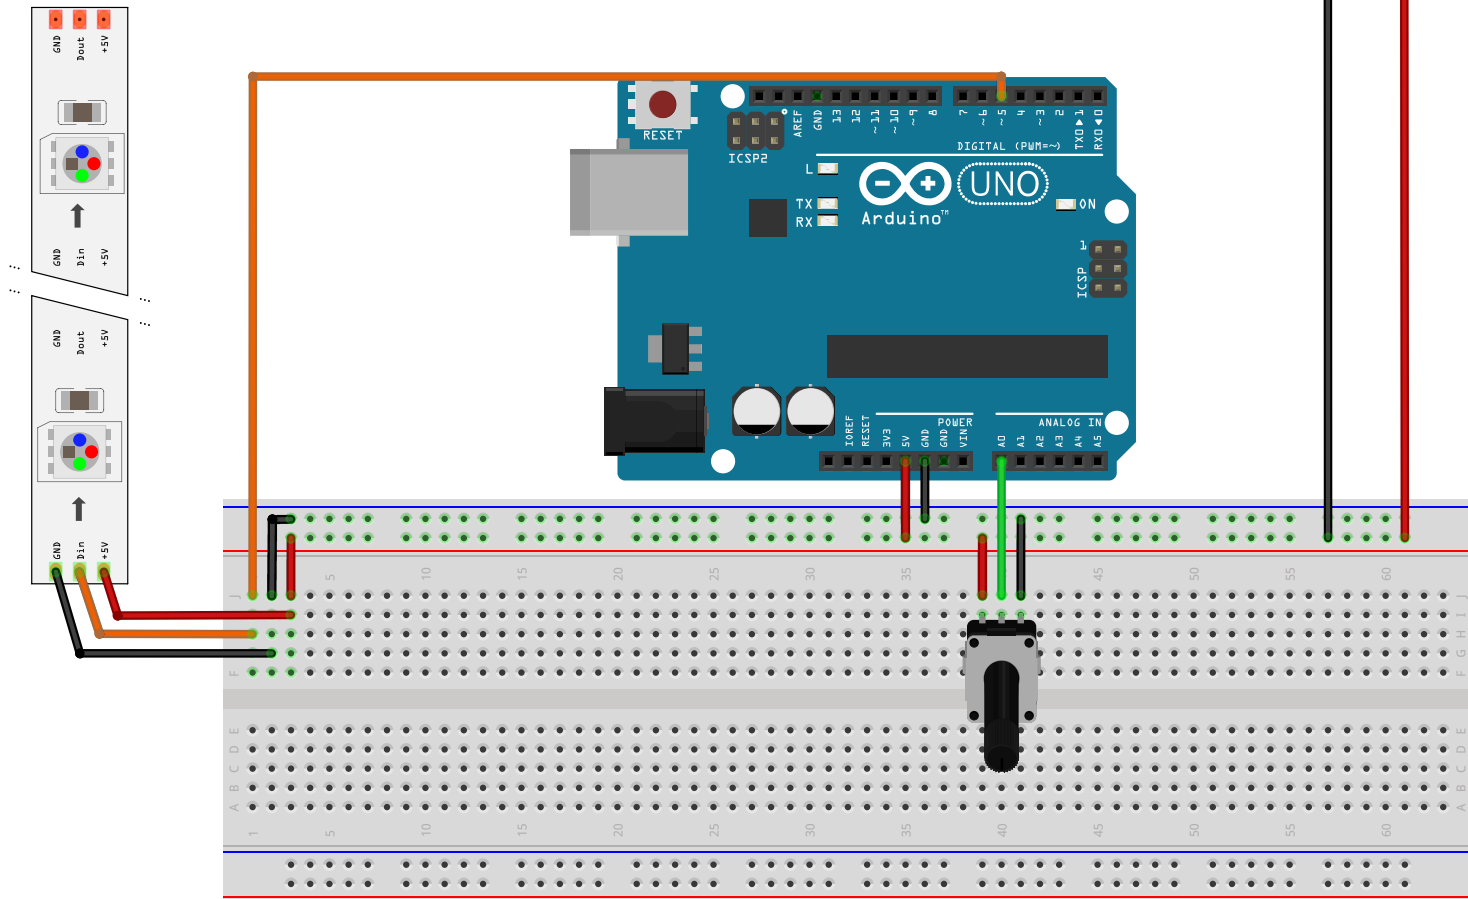 GND Dout +5V
GND Din +5V
...
...
...
...
GND Dout +5V
GND Din +5V
RESET
ICSP2
AREF
GND
13
12
~11
~10
~9
8
7
~6
~5
4
~3
2
TX0▶1
RX0◀0
DIGITAL (PWM=~)
L
TX
RX
UNO
Arduino™
ON
1
ICSP
IOREF
RESET
3V3
5V
GND
GND
VIN
POWER
A0
A1
A2
A3
A4
A5
ANALOG IN
5 10 15 20 25 30 35 45 50 55 60
J J
I I
H H
G G
F F
E E
D D
C C
B B
A A
1 5 10 15 20 25 30 35 40 45 50 55 60